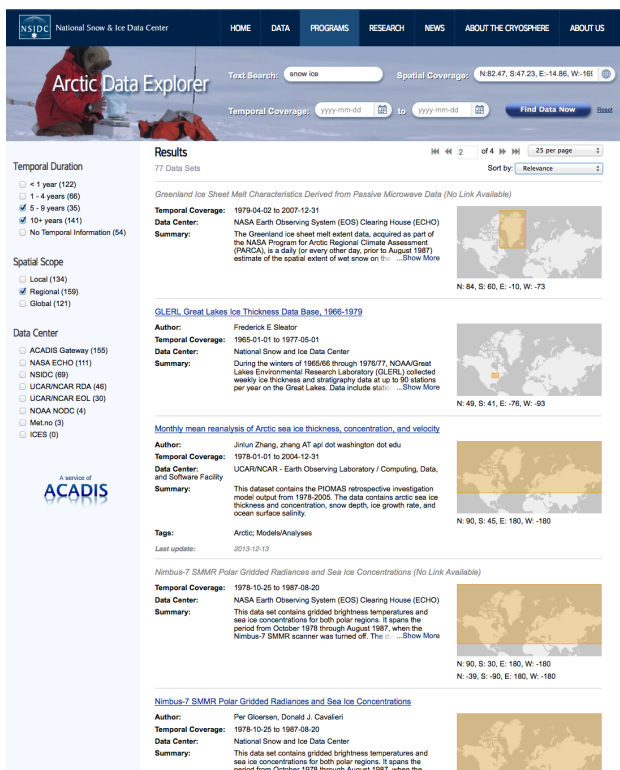 NSIDC
National Snow & Ice Data Center
HOME
DATA
PROGRAMS
RESEARCH
NEWS
ABOUT THE CRYOSPHERE
ABOUT US
Arctic Data Explorer
Text Search: snow ice
Spatial Coverage: N:82.47, S:47.23, E:-14.86, W:-16
Temporal Coverage: yyyy-mm-dd to yyyy-mm-dd
Find Data Now
Reset
Temporal Duration
< 1 year (122)
1 - 4 years (66)
5 - 9 years (35)
10+ years (141)
No Temporal Information (54)
Spatial Scope
Local (134)
Regional (159)
Global (121)
Data Center
ACADIS Gateway (155)
NASA ECHO (111)
NSIDC (69)
UCAR/NCAR RDA (46)
UCAR/NCAR EOL (30)
NOAA NODC (4)
Met.no (3)
ICES (0)
A service of
ACADIS
Results
2 of 4
25 per page
77 Data Sets
Sort by: Relevance
Greenland Ice Sheet Melt Characteristics Derived from Passive Microwave Data (No Link Available)
Temporal Coverage: 1979-04-02 to 2007-12-31
Data Center: NASA Earth Observing System (EOS) Clearing House (ECHO)
Summary: The Greenland ice sheet melt extent data, acquired as part of
the NASA Program for Arctic Regional Climate Assessment
(PARCA), is a daily (or every other day, prior to August 1987)
estimate of the spatial extent of wet snow on the ...Show More
N: 84, S: 60, E: -10, W: -73
GLERL Great Lakes Ice Thickness Data Base, 1966-1979
Author: Frederick E Sleator
Temporal Coverage: 1965-01-01 to 1977-05-01
Data Center: National Snow and Ice Data Center
Summary: During the winters of 1965/66 through 1976/77, NOAA/Great
Lakes Environmental Research Laboratory (GLERL) collected
weekly ice thickness and stratigraphy data at up to 90 stations
per year on the Great Lakes. Data include station ...Show More
N: 49, S: 41, E: -76, W: -93
Monthly mean reanalysis of Arctic sea ice thickness, concentration, and velocity
Author: Jinlun Zhang, zhang AT apl dot washington dot edu
Temporal Coverage: 1978-01-01 to 2004-12-31
Data Center: UCAR/NCAR - Earth Observing Laboratory / Computing, Data,
and Software Facility
Summary: This dataset contains the PIOMAS retrospective investigation
model output from 1978-2005. The data contains arctic sea ice
thickness and concentration, snow depth, ice growth rate, and
ocean surface salinity.
N: 90, S: 45, E: 180, W: -180
Tags: Arctic; Models/Analyses
Last update: 2013-12-13
Nimbus-7 SMMR Polar Gridded Radiances and Sea Ice Concentrations (No Link Available)
Temporal Coverage: 1978-10-25 to 1987-08-20
Data Center: NASA Earth Observing System (EOS) Clearing House (ECHO)
Summary: This data set contains gridded brightness temperatures and
sea ice concentrations for both polar regions. It spans the
period from October 1978 through August 1987, when the
Nimbus-7 SMMR scanner was turned off. The ...Show More
N: 90, S: 30, E: 180, W: -180
N: -39, S: -90, E: 180, W: -180
Nimbus-7 SMMR Polar Gridded Radiances and Sea Ice Concentrations
Author: Per Gloersen, Donald J. Cavalieri
Temporal Coverage: 1978-10-25 to 1987-08-20
Data Center: National Snow and Ice Data Center
Summary: This data set contains gridded brightness temperatures and
sea ice concentrations for both polar regions. It spans the
period from October 1978 through August 1987, when the